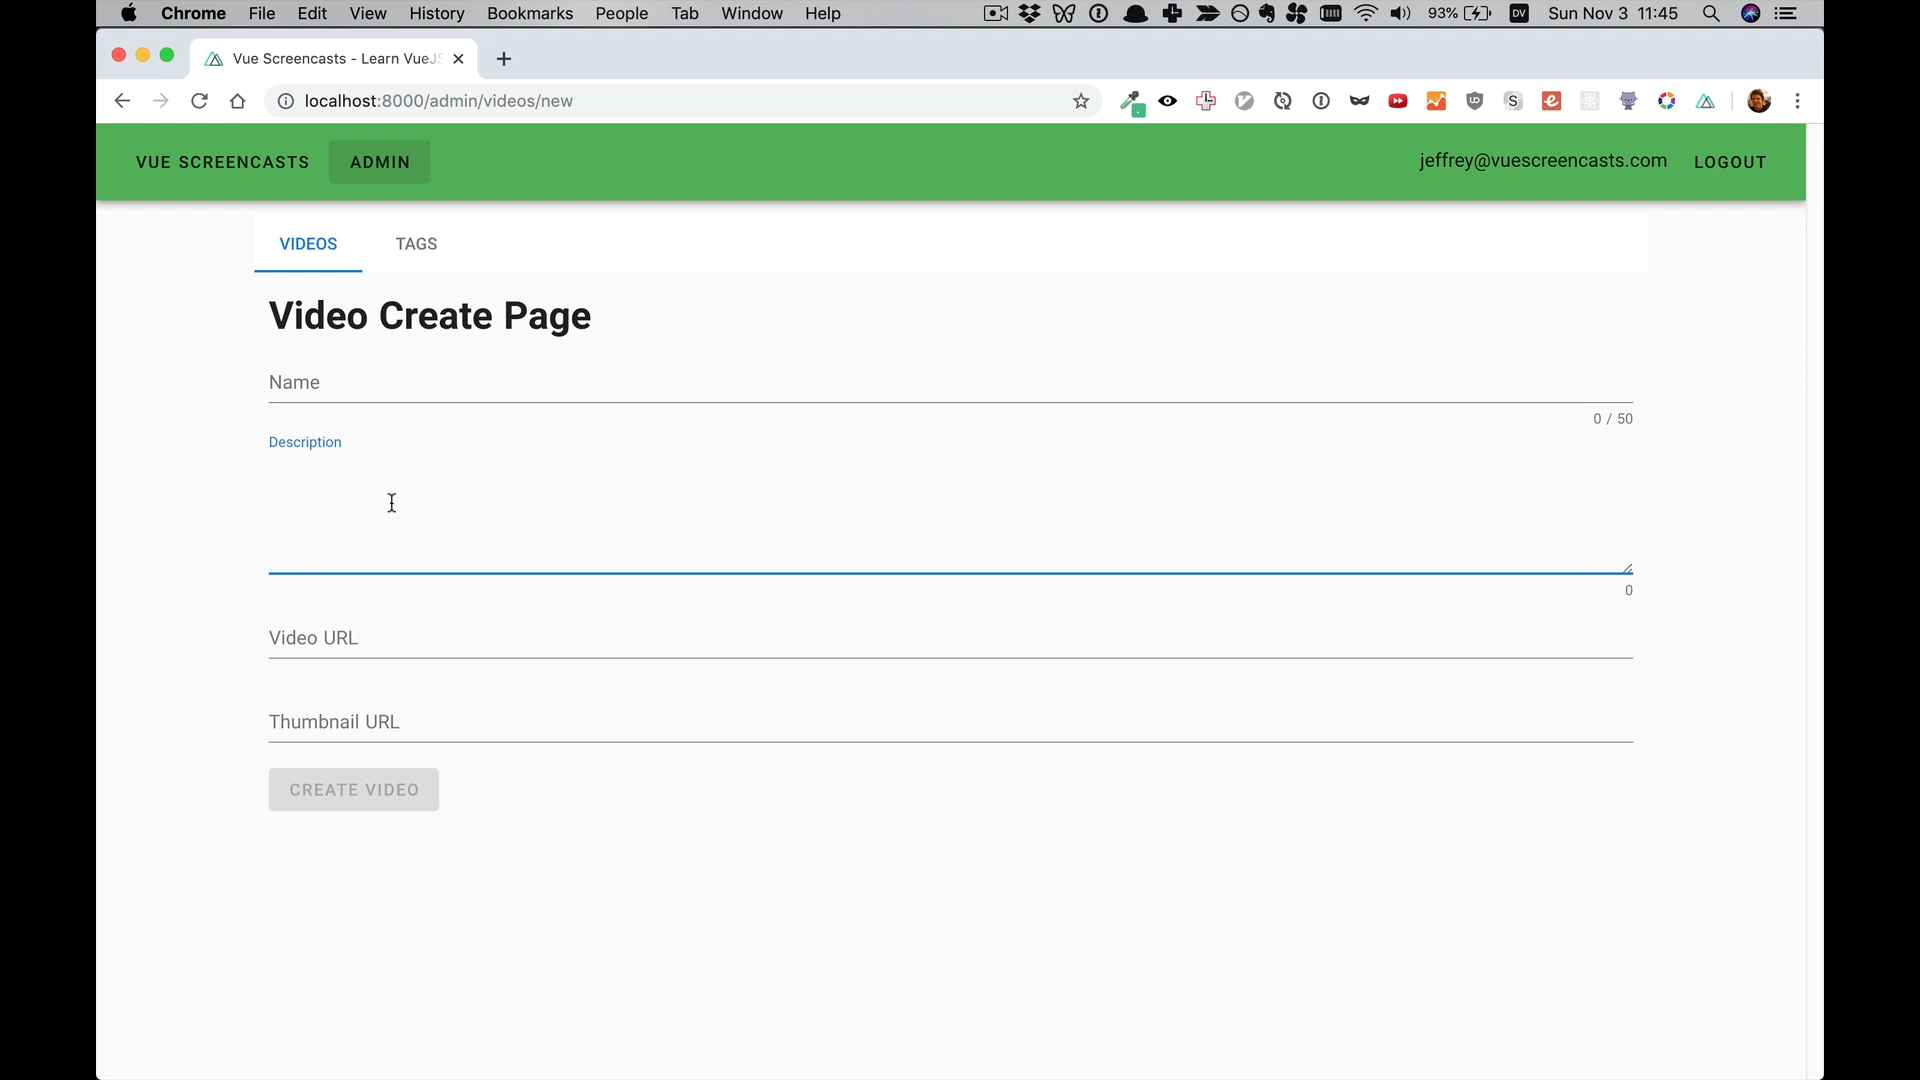 Chrome File Edit View History Bookmarks People Tab Window Help 93% DV Sun Nov 3 11:45
Vue Screencasts - Learn VueJS
localhost:8000/admin/videos/new
VUE SCREENCASTS ADMIN jeffrey@vuescreencasts.com LOGOUT
VIDEOS TAGS
Video Create Page
Name
0 / 50
Description
0
Video URL
Thumbnail URL
CREATE VIDEO